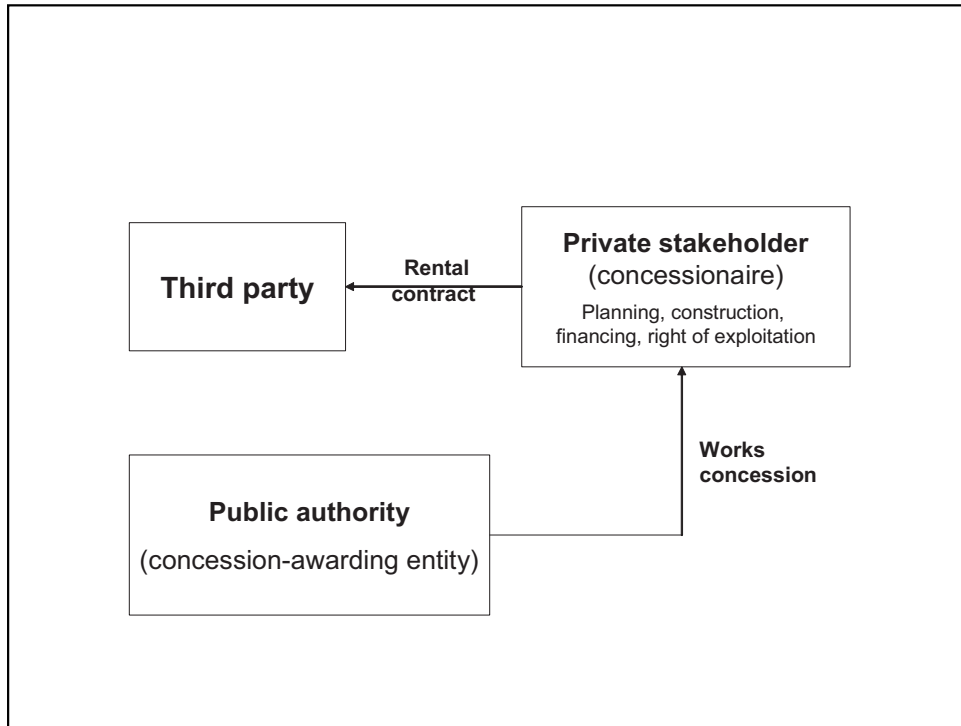 Third party
Rental
contract
Private stakeholder
(concessionaire)
Planning, construction,
financing, right of exploitation
Works
concession
Public authority
(concession-awarding entity)